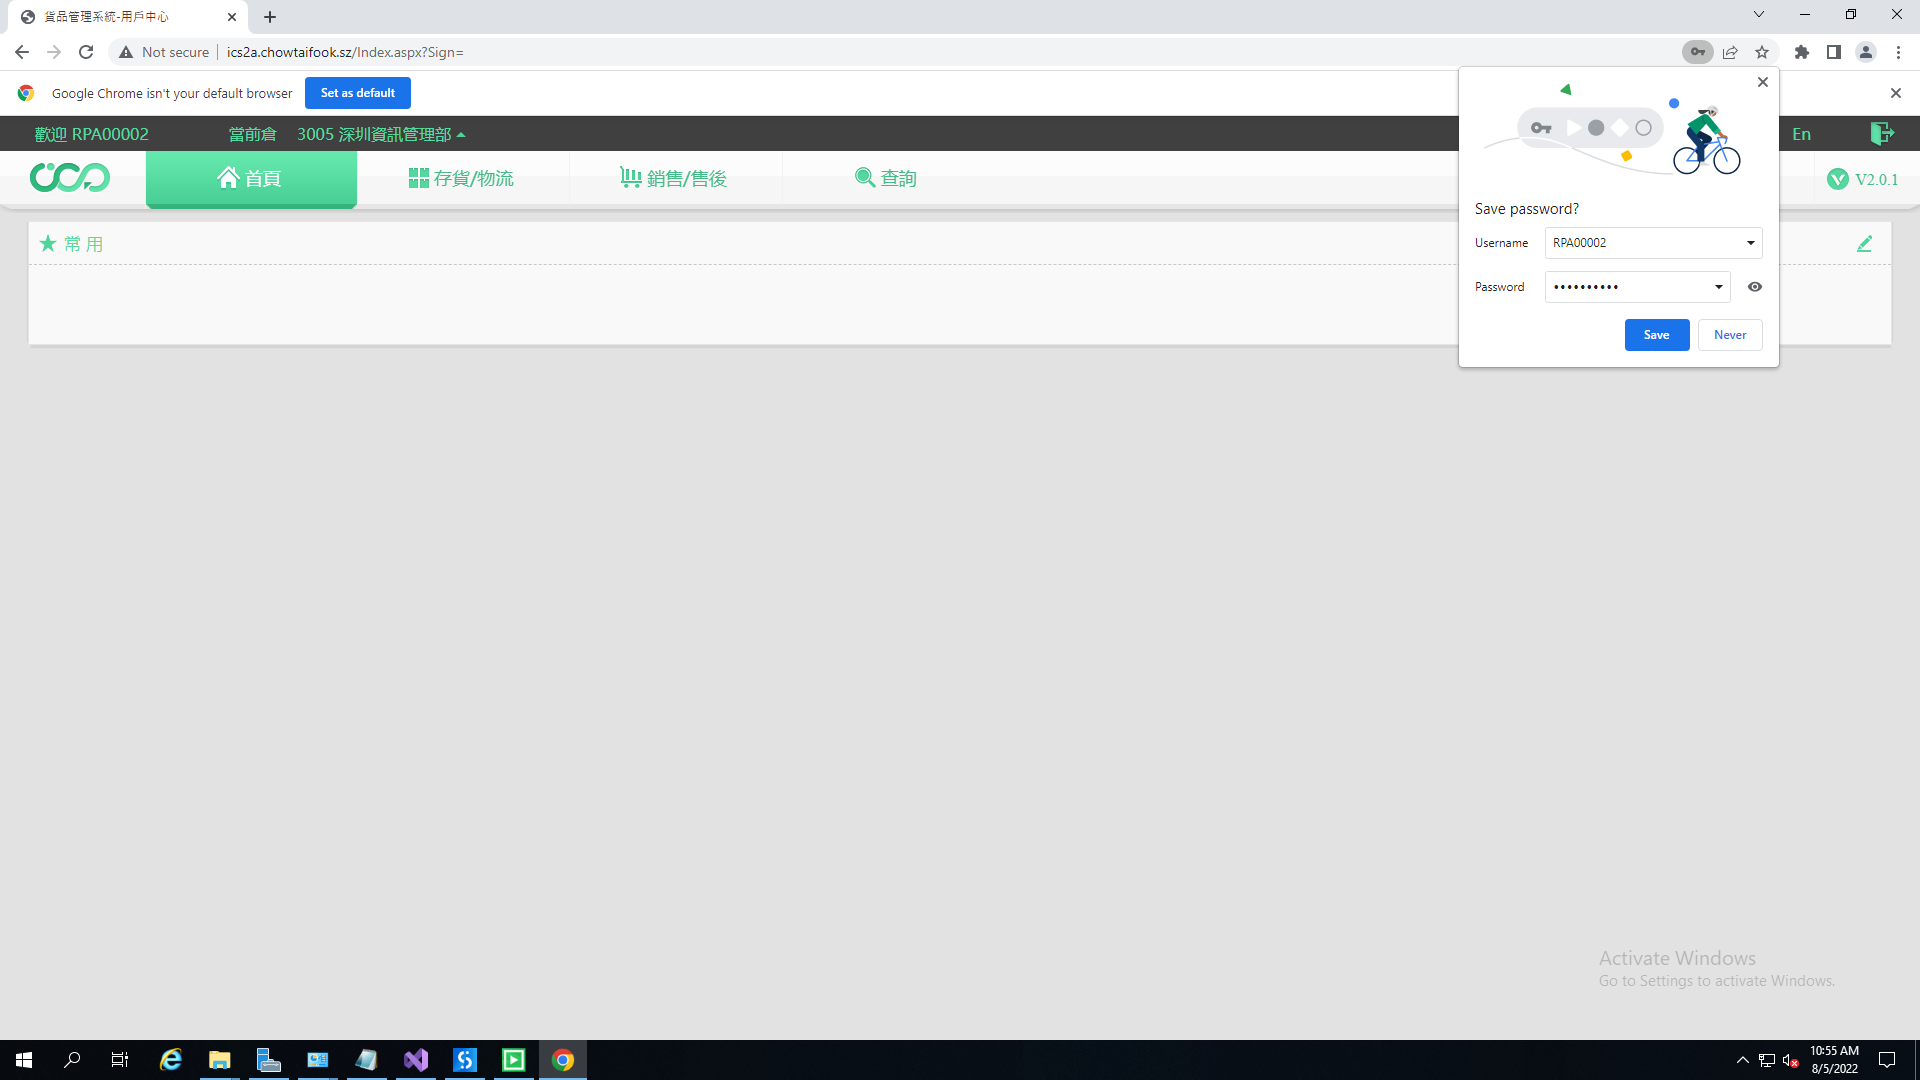 貨品管理系統-用戶中心
Not secure
ics2a.chowtaifook.sz/Index.aspx?Sign=
Google Chrome isn't your default browser
Set as default
歡迎 RPA00002
當前倉
3005 深圳資訊管理部
En
首頁
存貨/物流
銷售/售後
查詢
V2.0.1
常用
Save password?
Username
RPA00002
Password
••••••••••
Save
Never
Activate Windows
Go to Settings to activate Windows.
10:55 AM
8/5/2022